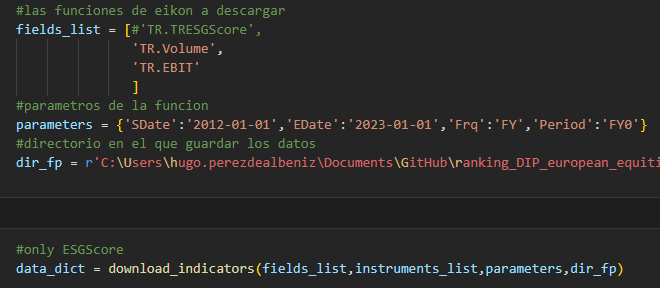 #las funciones de eikon a descargar
fields_list = [#'TR.TRESGScore',
'TR.Volume',
'TR.EBIT'
]
#parametros de la funcion
parameters = {'SDate':'2012-01-01','EDate':'2023-01-01','Frq':'FY','Period':'FY0'}
#directorio en el que guardar los datos
dir_fp = r'C:\Users\hugo.perezdealbeniz\Documents\GitHub\ranking_DIP_european_equiti
#only ESGScore
data_dict = download_indicators(fields_list,instruments_list,parameters,dir_fp)